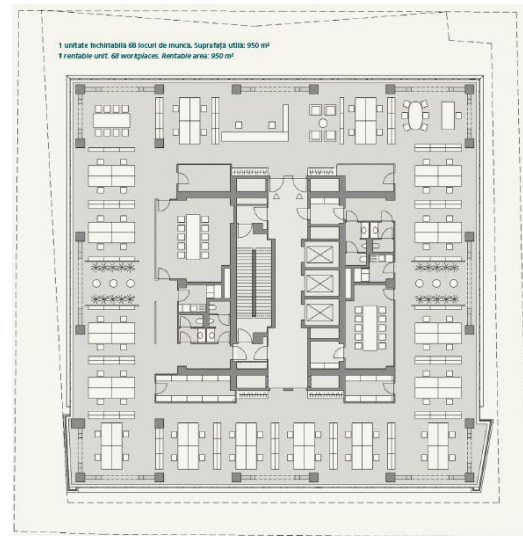 1 unitate închiriabilă 68 locuri de muncă. Suprafață utilă: 950 m²
1 rentable unit. 68 workplaces. Rentable area: 950 m²